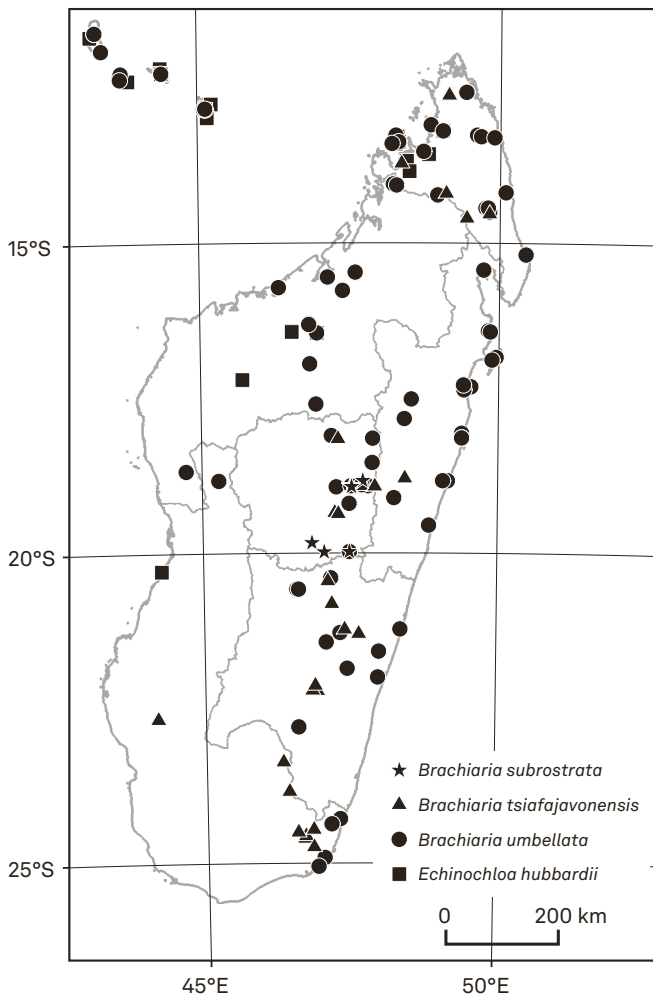 15°S
20°S
Brachiaria subrostrata
Brachiaria tsiafajavonensis
Brachiaria umbellata
Echinochloa hubbardii
25°S
0 200 km
45°E 50°E